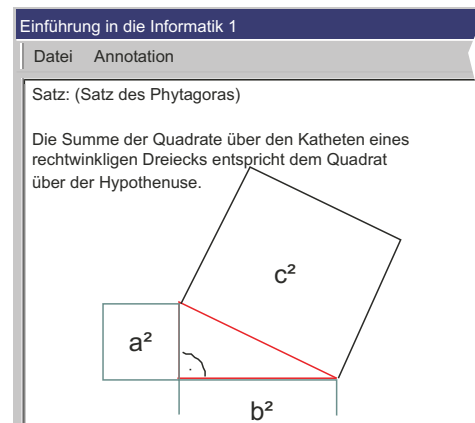 Einführung in die Informatik 1
Datei Annotation
Satz: (Satz des Phytagoras)
Die Summe der Quadrate über den Katheten eines
rechtwinkligen Dreiecks entspricht dem Quadrat
über der Hypothenuse.
c²
a²
b²